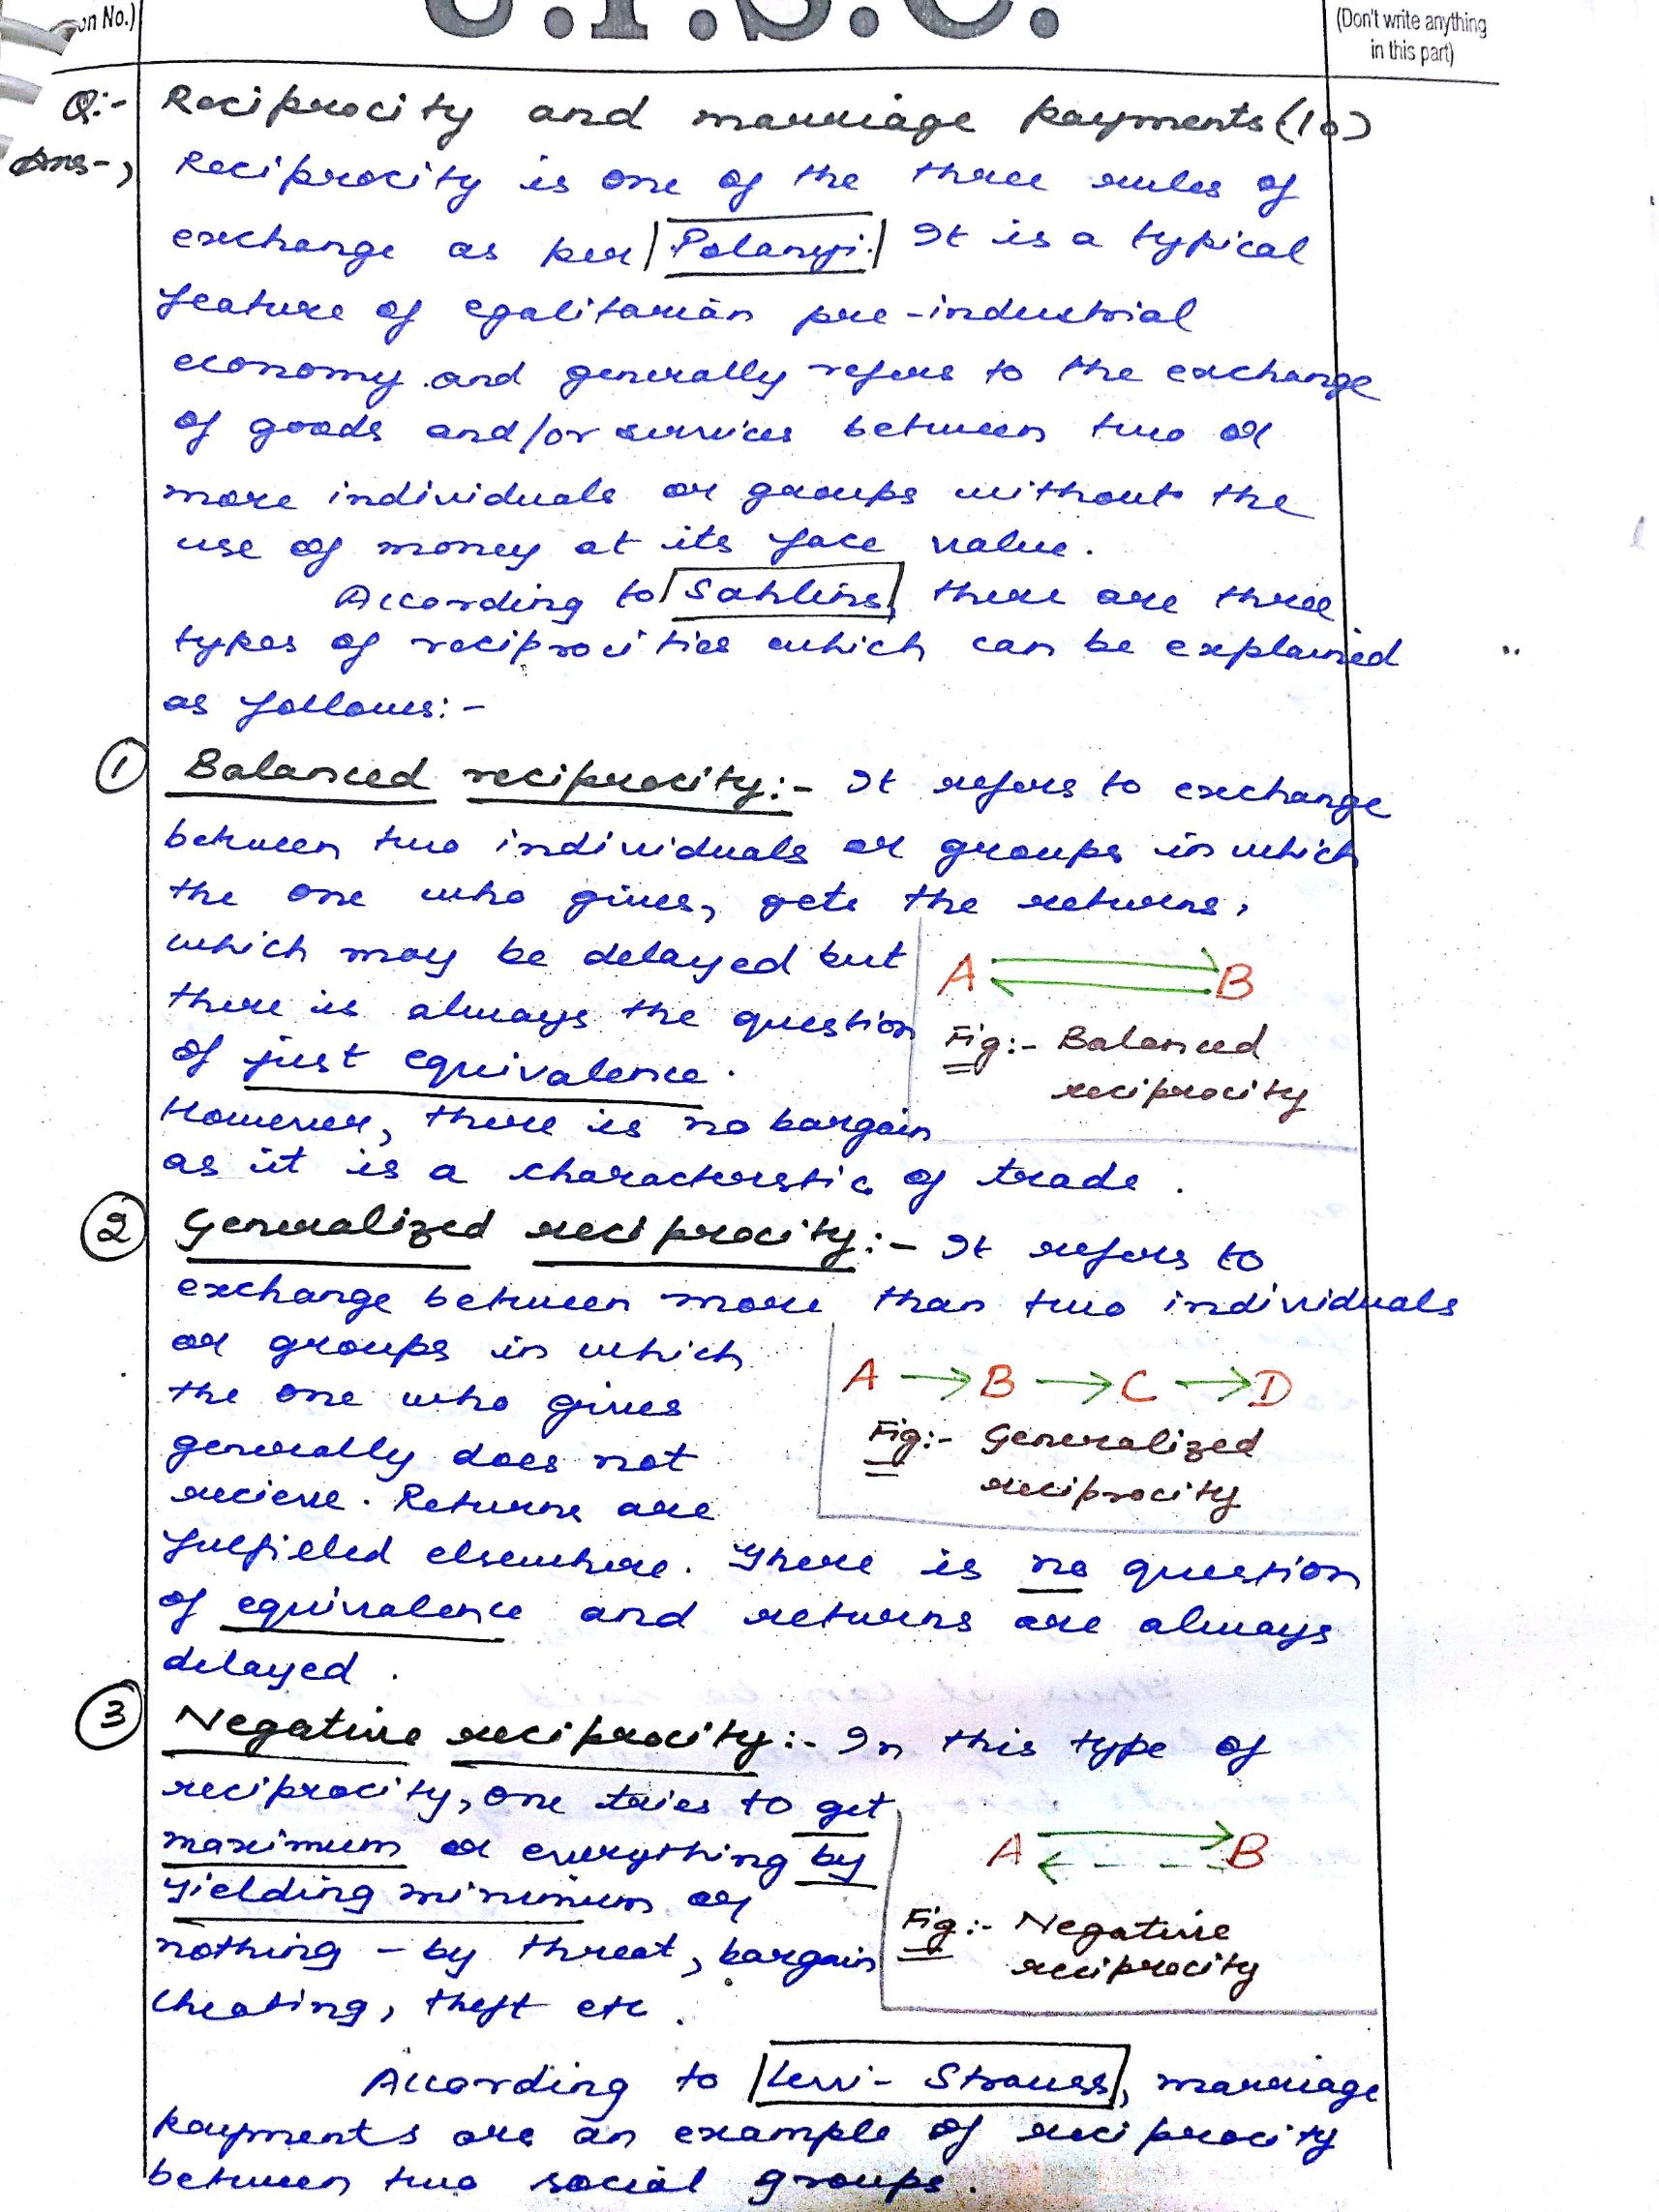 on No.)
U.P.S.C.
(Don't write anything
in this part)
Q:- Reciprocity and marriage payments (10)
Ans-, Reciprocity is one of the three rules of
exchange as per Polanyi. It is a typical
feature of egalitarian pre-industrial
economy and generally refers to the exchange
of goods and/or services between two or
more individuals or groups without the
use of money at its face value.
According to Sahlins, there are three
types of reciprocities which can be explained
as follows:-
① Balanced reciprocity:- It refers to exchange
between two individuals or groups in which
the one who gives, gets the returns,
which may be delayed but
there is always the question
of just equivalence.
However, there is no bargain
as it is a characterstic of trade.
A B
Fig:- Balanced
reciprocity
② Generalized reciprocity:- It refers to
exchange between more than two individuals
or groups in which
the one who gives
generally does not
recieve. Returns are
A → B → C → D
Fig:- Generalized
reciprocity
fulfilled elsewhere. There is no question
of equivalence and returns are always
delayed.
③ Negative reciprocity:- In this type of
reciprocity, one tries to get
maximum or everything by
yielding minimum or
nothing - by threat, bargain
cheating, theft etc.
A B
Fig:- Negative
reciprocity
According to Levi-Strauss, marriage
payments are an example of reciprocity
between two social groups.